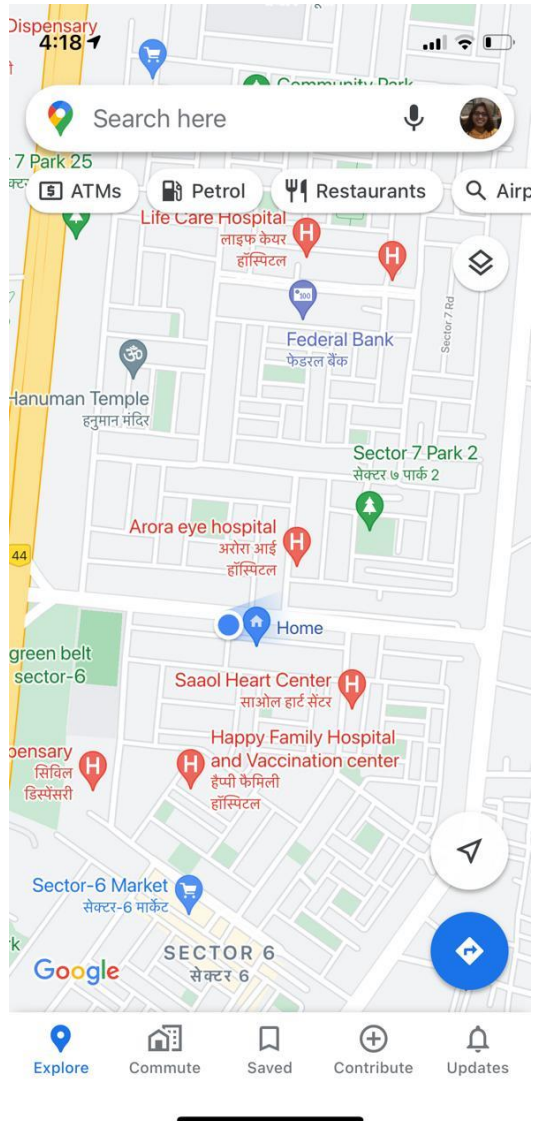 Dispensary
4:18
Community Park
Search here
7 Park 25
ATMs
Petrol
Restaurants
Airp
Life Care Hospital
लाइफ केयर
हॉस्पिटल
100
Federal Bank
फेडरल बैंक
Sector 7 Rd
Hanuman Temple
हनुमान मंदिर
Sector 7 Park 2
सेक्टर ७ पार्क 2
Arora eye hospital
अरोरा आई
हॉस्पिटल
44
Home
green belt
sector-6
Saaol Heart Center
साओल हार्ट सेंटर
Happy Family Hospital
and Vaccination center
हैप्पी फैमिली
हॉस्पिटल
pensary
सिविल
डिस्पेंसरी
Sector-6 Market
सेक्टर-6 मार्केट
SECTOR 6
सेक्टर 6
Google
Explore
Commute
Saved
Contribute
Updates